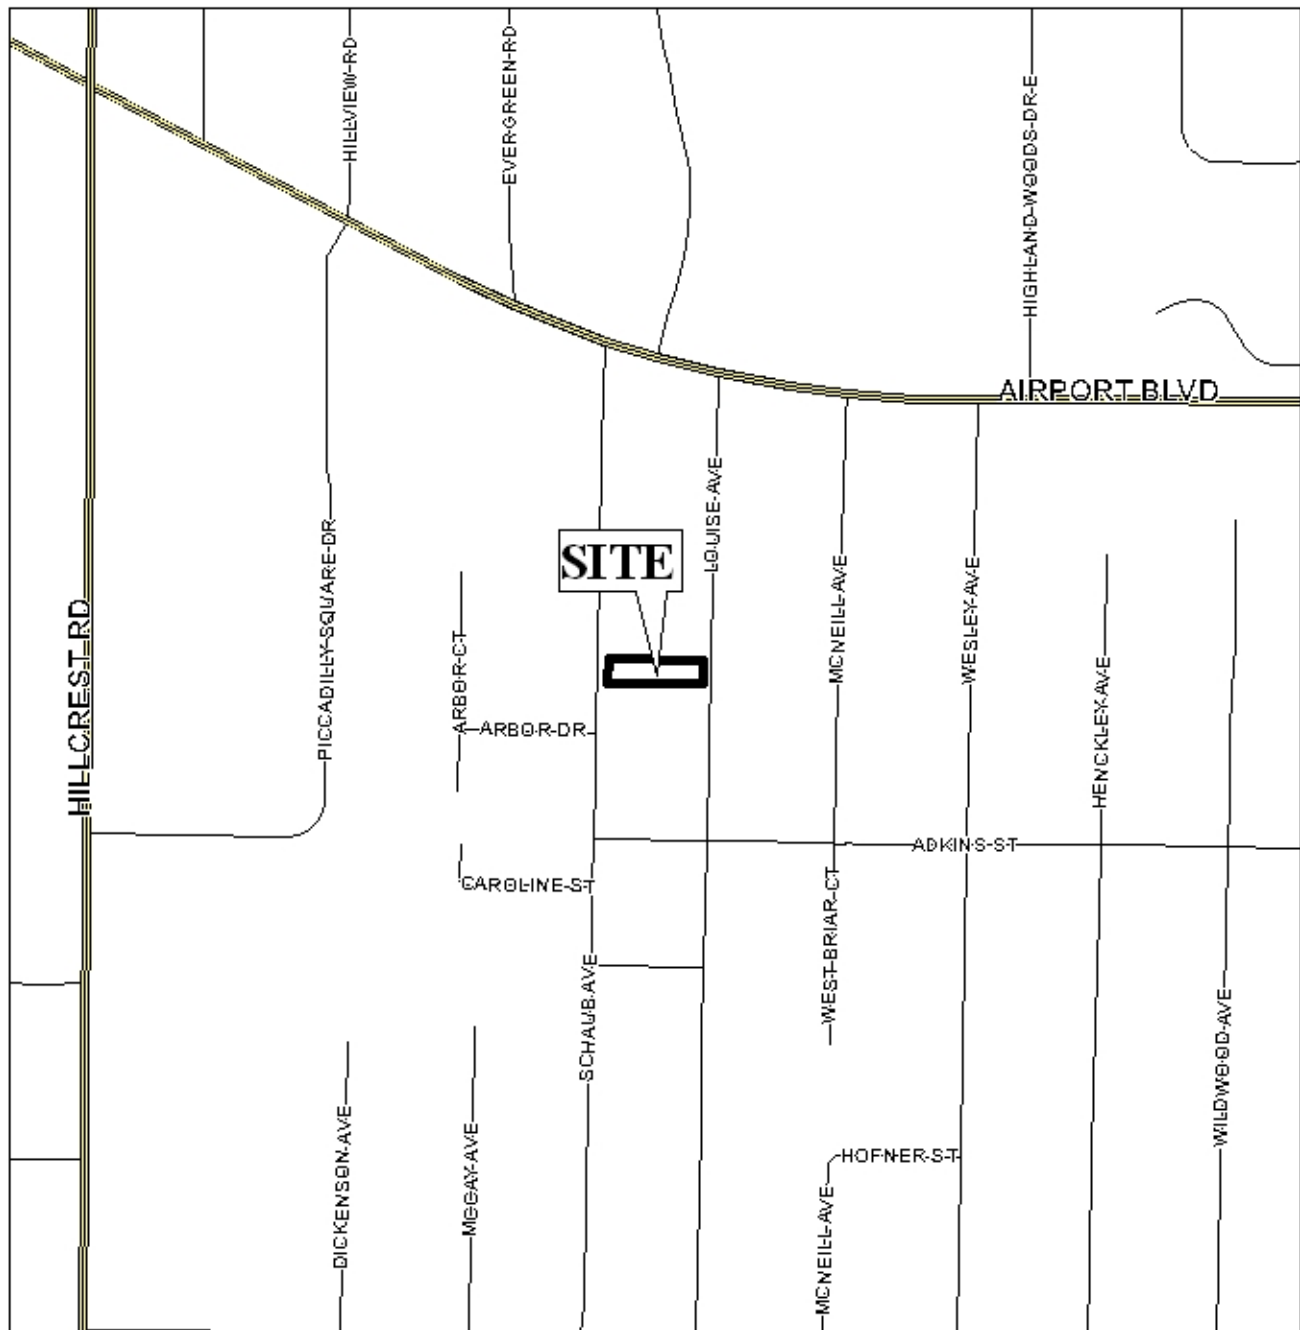 HILLVIEW RD
EVERGREEN RD
HIGHLAND WOODS DR E
AIRPORT BLVD
LOUISE AVE
SITE
PICCADILLY SQUARE DR
MCNEILL AVE
WESLEY AVE
HILLCREST RD
ARBOR CT
ARBOR DR
HENCKLEY AVE
ADKINS ST
CAROLINE ST
WEST BRIAR CT
SCHAUB AVE
WILDWOOD AVE
DICKENSON AVE
MCGAY AVE
HOFNER ST
MCNEILL AVE